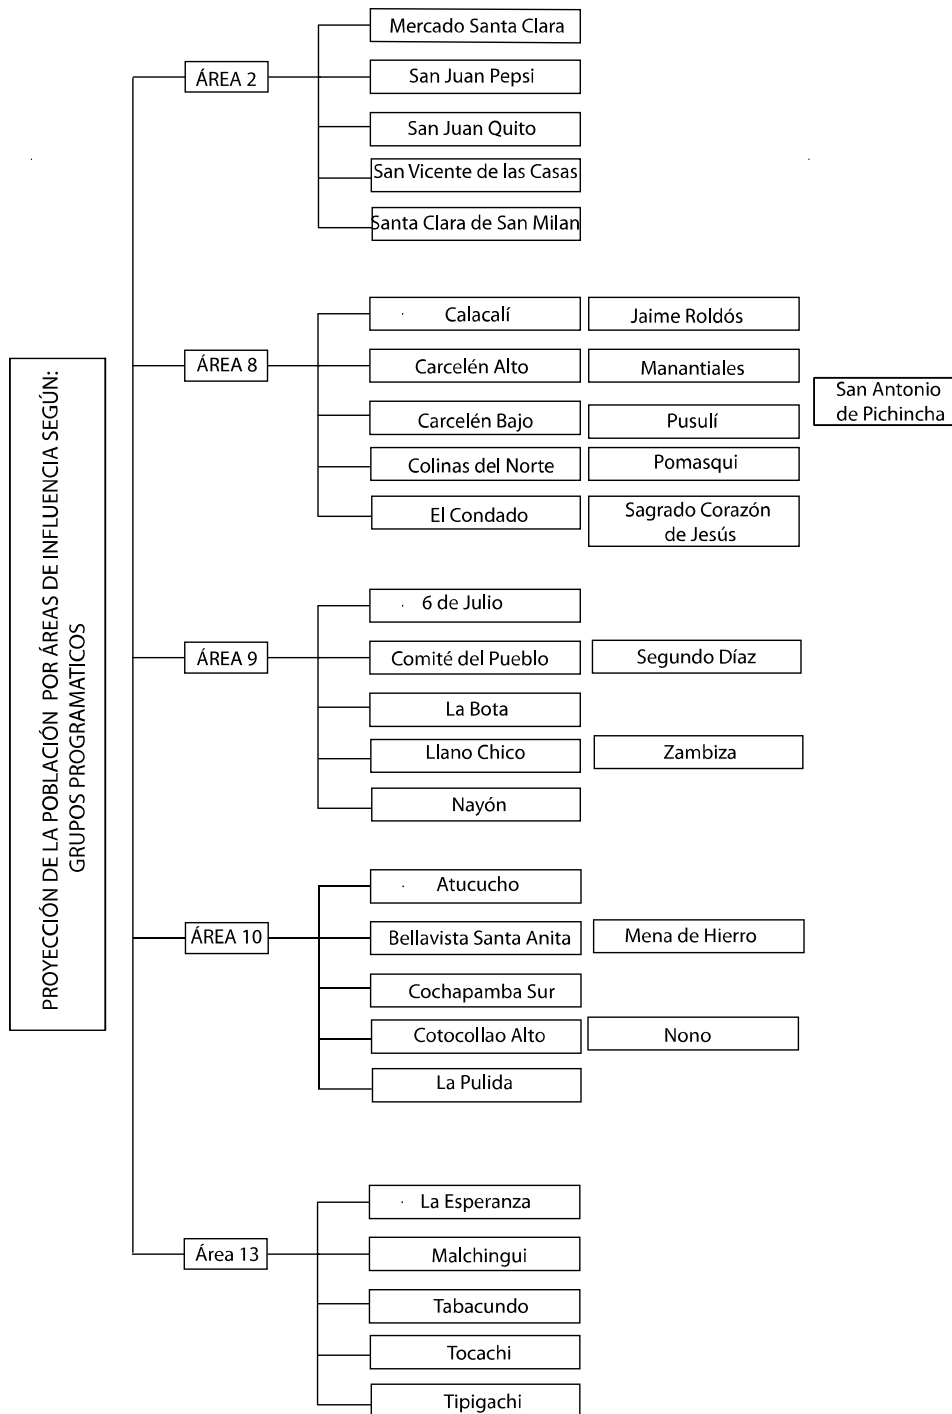 PROYECCIÓN DE LA POBLACIÓN POR ÁREAS DE INFLUENCIA SEGÚN:
GRUPOS PROGRAMATICOS
ÁREA 2
Mercado Santa Clara
San Juan Pepsi
San Juan Quito
San Vicente de las Casas
Santa Clara de San Milan
ÁREA 8
Calacalí
Jaime Roldós
Carcelén Alto
Manantiales
San Antonio
de Pichincha
Carcelén Bajo
Pusulí
Colinas del Norte
Pomasqui
El Condado
Sagrado Corazón
de Jesús
ÁREA 9
6 de Julio
Comité del Pueblo
Segundo Díaz
La Bota
Llano Chico
Zambiza
Nayón
ÁREA 10
Atucucho
Bellavista Santa Anita
Mena de Hierro
Cochapamba Sur
Cotocollao Alto
Nono
La Pulida
Área 13
La Esperanza
Malchingui
Tabacundo
Tocachi
Tipigachi